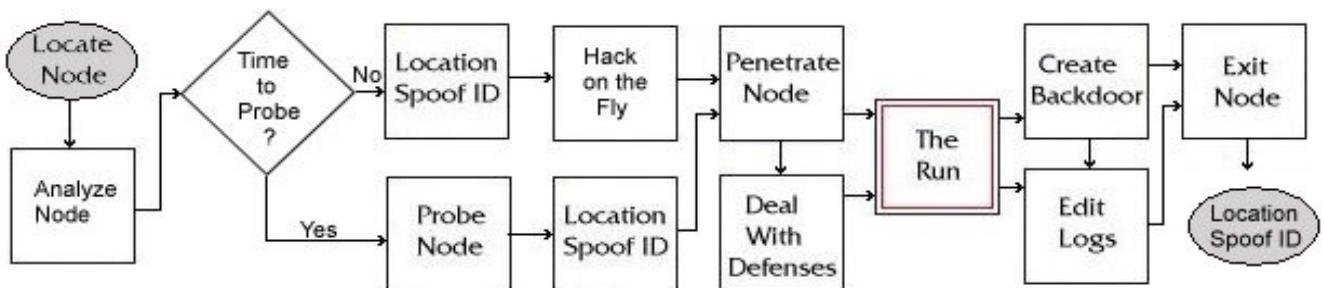 Locate
Node
Analyze
Node
Time
to
Probe
?
No
Location
Spoof ID
Hack
on the
Fly
Yes
Probe
Node
Location
Spoof ID
Penetrate
Node
Deal
With
Defenses
The
Run
Create
Backdoor
Edit
Logs
Exit
Node
Location
Spoof ID